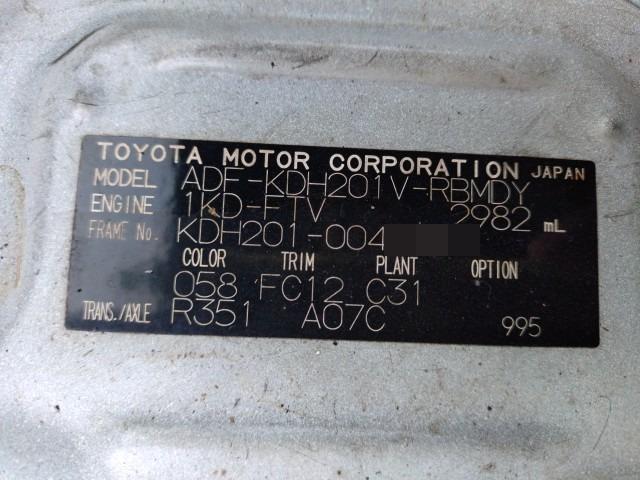 TOYOTA MOTOR CORPORATION JAPAN
MODEL ADF-KDH201V-RBMDY
ENGINE 1KD-FTV 2982 mL
FRAME No. KDH201-004
COLOR TRIM PLANT OPTION
058 FC12 C31
TRANS./AXLE R351 A07C 995